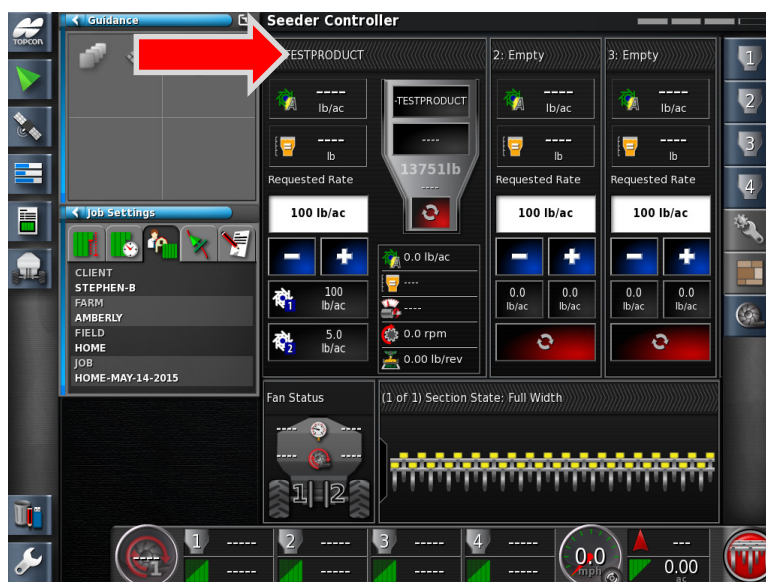 TOPCON
Guidance
Seeder Controller
TESTPRODUCT
2: Empty
3: Empty
---- lb/ac
---- lb
-TESTPRODUCT
----
13751lb
----
---- lb/ac
---- lb
---- lb/ac
---- lb
Requested Rate
Requested Rate
Requested Rate
100 lb/ac
100 lb/ac
100 lb/ac
- +
- +
- +
0.0 lb/ac
----
----
0.0 rpm
0.00 lb/rev
1 100 lb/ac
2 5.0 lb/ac
0.0 lb/ac
0.0 lb/ac
0.0 lb/ac
0.0 lb/ac
Job Settings
CLIENT
STEPHEN-B
FARM
AMBERLY
FIELD
HOME
JOB
HOME-MAY-14-2015
Fan Status
---- ----
---- ----
1 2
(1 of 1) Section State: Full Width
1
2
3
4
---- 1
1 -----
-----
2 -----
-----
3 -----
-----
4 -----
-----
0.0
mph
---
0.00
ac